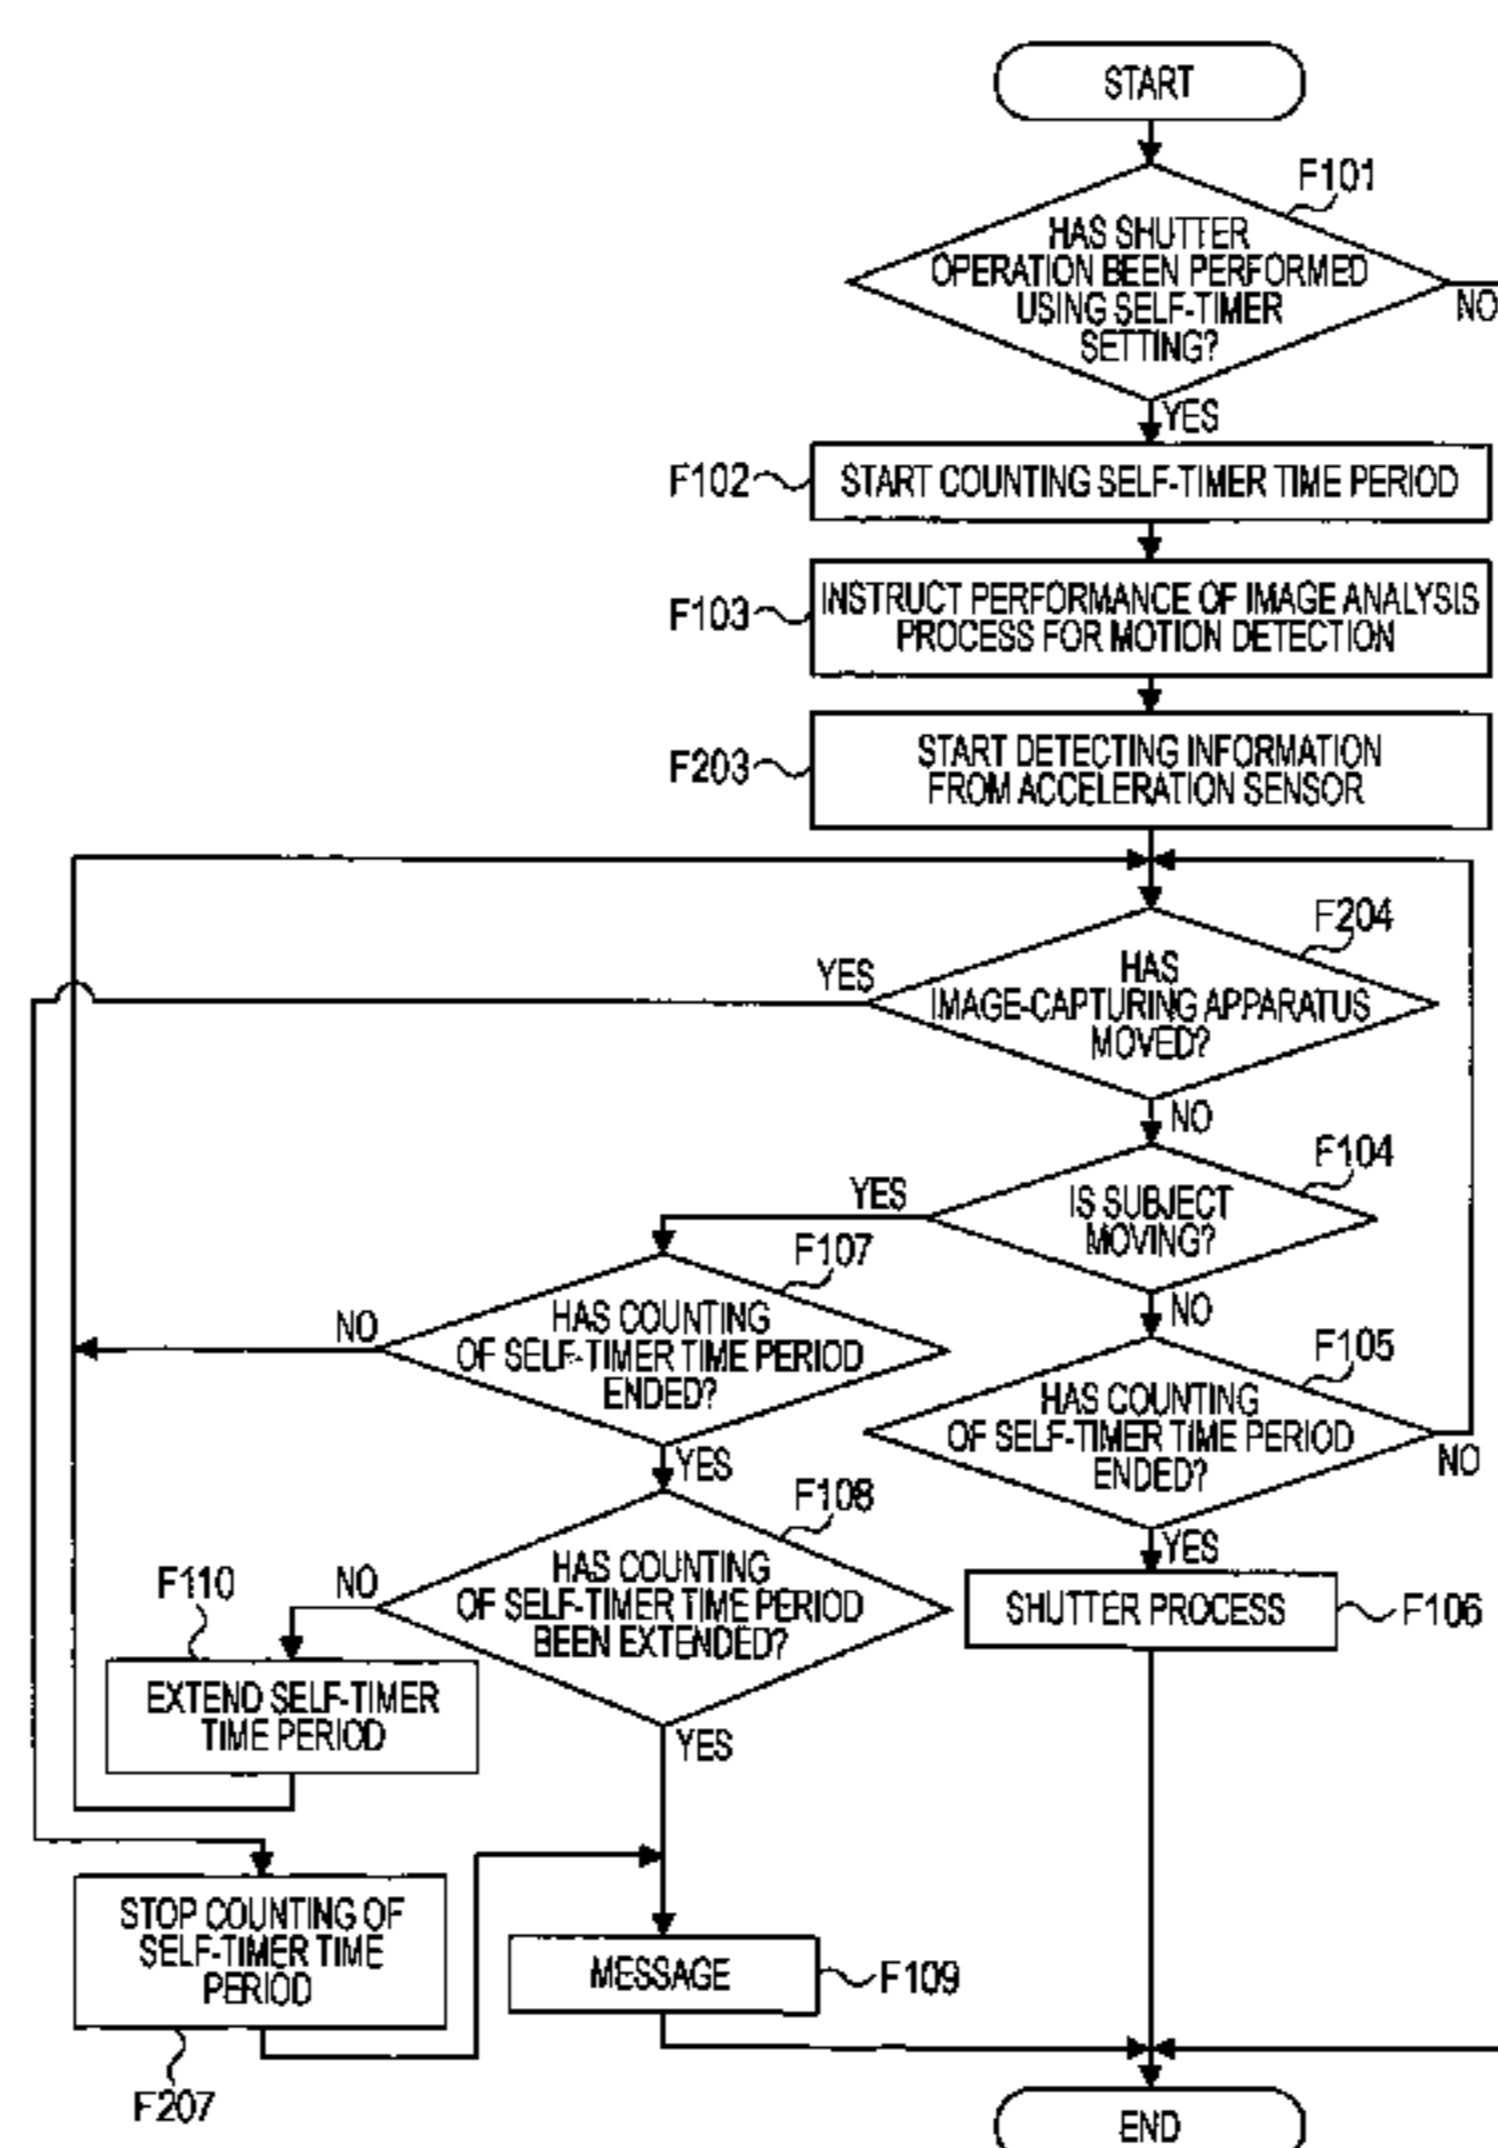 START
F101
HAS SHUTTER
OPERATION BEEN PERFORMED
USING SELF-TIMER
SETTING?
NO
YES
F102
START COUNTING SELF-TIMER TIME PERIOD
F103
INSTRUCT PERFORMANCE OF IMAGE ANALYSIS
PROCESS FOR MOTION DETECTION
F203
START DETECTING INFORMATION
FROM ACCELERATION SENSOR
F204
YES
HAS
IMAGE-CAPTURING APPARATUS
MOVED?
NO
F104
YES
IS SUBJECT
MOVING?
NO
F107
NO
HAS COUNTING
OF SELF-TIMER TIME PERIOD
ENDED?
YES
F105
HAS COUNTING
OF SELF-TIMER TIME PERIOD
ENDED?
NO
YES
F108
NO
HAS COUNTING
OF SELF-TIMER TIME PERIOD
BEEN EXTENDED?
YES
SHUTTER PROCESS
F106
F110
EXTEND SELF-TIMER
TIME PERIOD
STOP COUNTING OF
SELF-TIMER TIME
PERIOD
F207
MESSAGE
F109
END